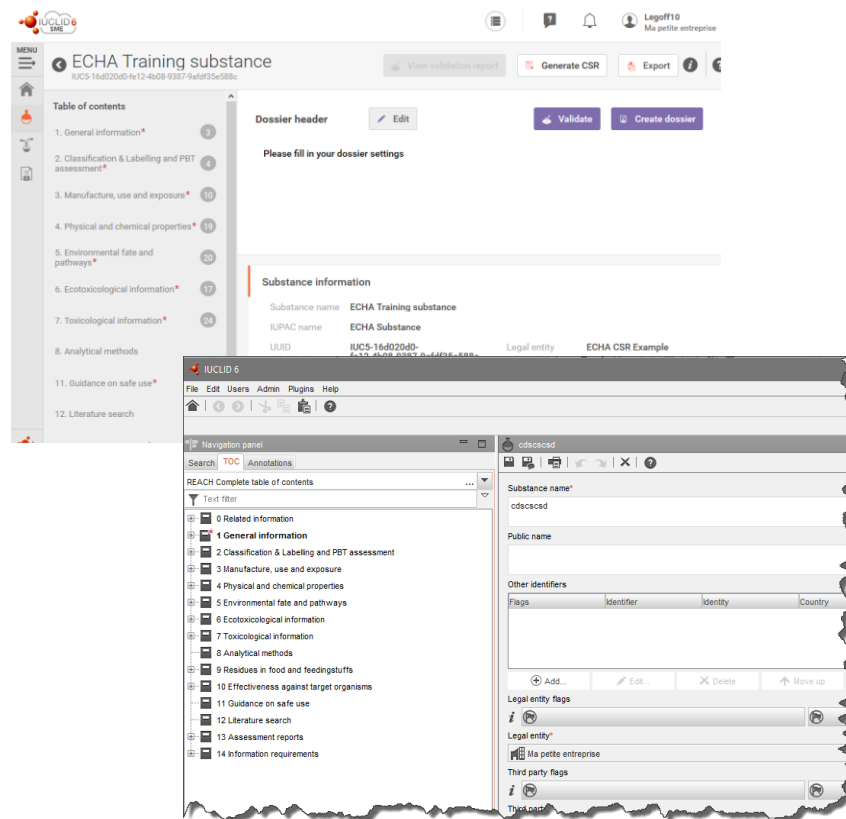 IUCLID 6
SME
Legoff10
Ma petite entreprise
MENU
ECHA Training substance
IUC5-16d020d0-fe12-4b08-9387-9afdf35e588c
View validation report
Generate CSR
Export
Table of contents
1. General information* 3
2. Classification & Labelling and PBT
assessment* 4
3. Manufacture, use and exposure* 10
4. Physical and chemical properties* 19
5. Environmental fate and
pathways* 20
6. Ecotoxicological information* 17
7. Toxicological information* 24
8. Analytical methods
11. Guidance on safe use*
12. Literature search
Dossier header
Edit
Validate
Create dossier
Please fill in your dossier settings
Substance information
Substance name ECHA Training substance
IUPAC name ECHA Substance
UUID IUC5-16d020d0-
fe12-4b08-9387-9afdf35e588c
Legal entity ECHA CSR Example
IUCLID 6
File Edit Users Admin Plugins Help
Navigation panel
Search TOC Annotations
REACH Complete table of contents ...
Text filter
0 Related information
1 General information
2 Classification & Labelling and PBT assessment
3 Manufacture, use and exposure
4 Physical and chemical properties
5 Environmental fate and pathways
6 Ecotoxicological information
7 Toxicological information
8 Analytical methods
9 Residues in food and feedingstuffs
10 Effectiveness against target organisms
11 Guidance on safe use
12 Literature search
13 Assessment reports
14 Information requirements
cdscscsd
Substance name*
cdscscsd
Public name
Other identifiers
Flags Identifier Identity Country
Add... Edit... Delete Move up
Legal entity flags
Legal entity*
Ma petite entreprise
Third party flags
Third party